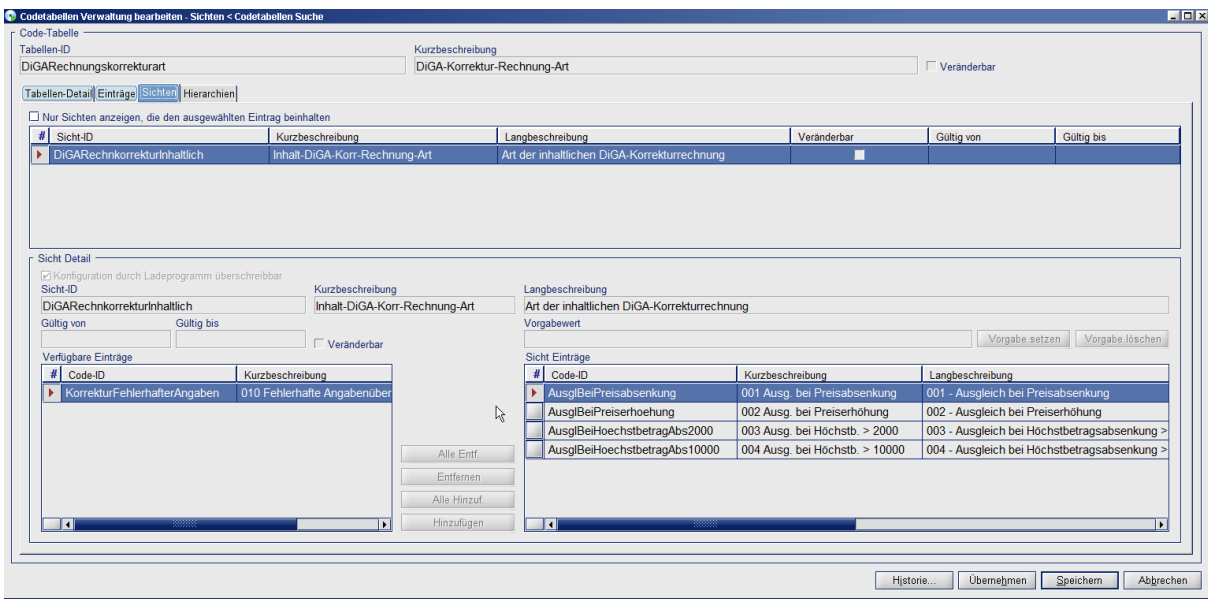 Codetabellen Verwaltung bearbeiten - Sichten < Codetabellen Suche
Code-Tabelle
Tabellen-ID Kurzbeschreibung
DiGARechnungskorrekturart DiGA-Korrektur-Rechnung-Art Veränderbar
Tabellen-Detail Einträge Sichten Hierarchien
Nur Sichten anzeigen, die den ausgewählten Eintrag beinhalten
# Sicht-ID Kurzbeschreibung Langbeschreibung Veränderbar Gültig von Gültig bis
DiGARechnkorrekturInhaltlich Inhalt-DiGA-Korr-Rechnung-Art Art der inhaltlichen DiGA-Korrekturrechnung
Sicht Detail
Konfiguration durch Ladeprogramm überschreibbar
Sicht-ID Kurzbeschreibung Langbeschreibung
DiGARechnkorrekturInhaltlich Inhalt-DiGA-Korr-Rechnung-Art Art der inhaltlichen DiGA-Korrekturrechnung
Gültig von Gültig bis Vorgabewert
Veränderbar Vorgabe setzen Vorgabe löschen
Verfügbare Einträge Sicht Einträge
# Code-ID Kurzbeschreibung # Code-ID Kurzbeschreibung Langbeschreibung
KorrekturFehlerhafterAngaben 010 Fehlerhafte Angabenüber AusglBeiPreisabsenkung 001 Ausg. bei Preisabsenkung 001 - Ausgleich bei Preisabsenkung
AusglBeiPreiserhoehung 002 Ausg. bei Preiserhöhung 002 - Ausgleich bei Preiserhöhung
AusglBeiHoechstbetragAbs2000 003 Ausg. bei Höchstb. > 2000 003 - Ausgleich bei Höchstbetragsabsenkung >
AusglBeiHoechstbetragAbs10000 004 Ausg. bei Höchstb. > 10000 004 - Ausgleich bei Höchstbetragsabsenkung >
Alle Entf.
Entfernen
Alle Hinzuf.
Hinzufügen
Historie... Übernehmen Speichern Abbrechen